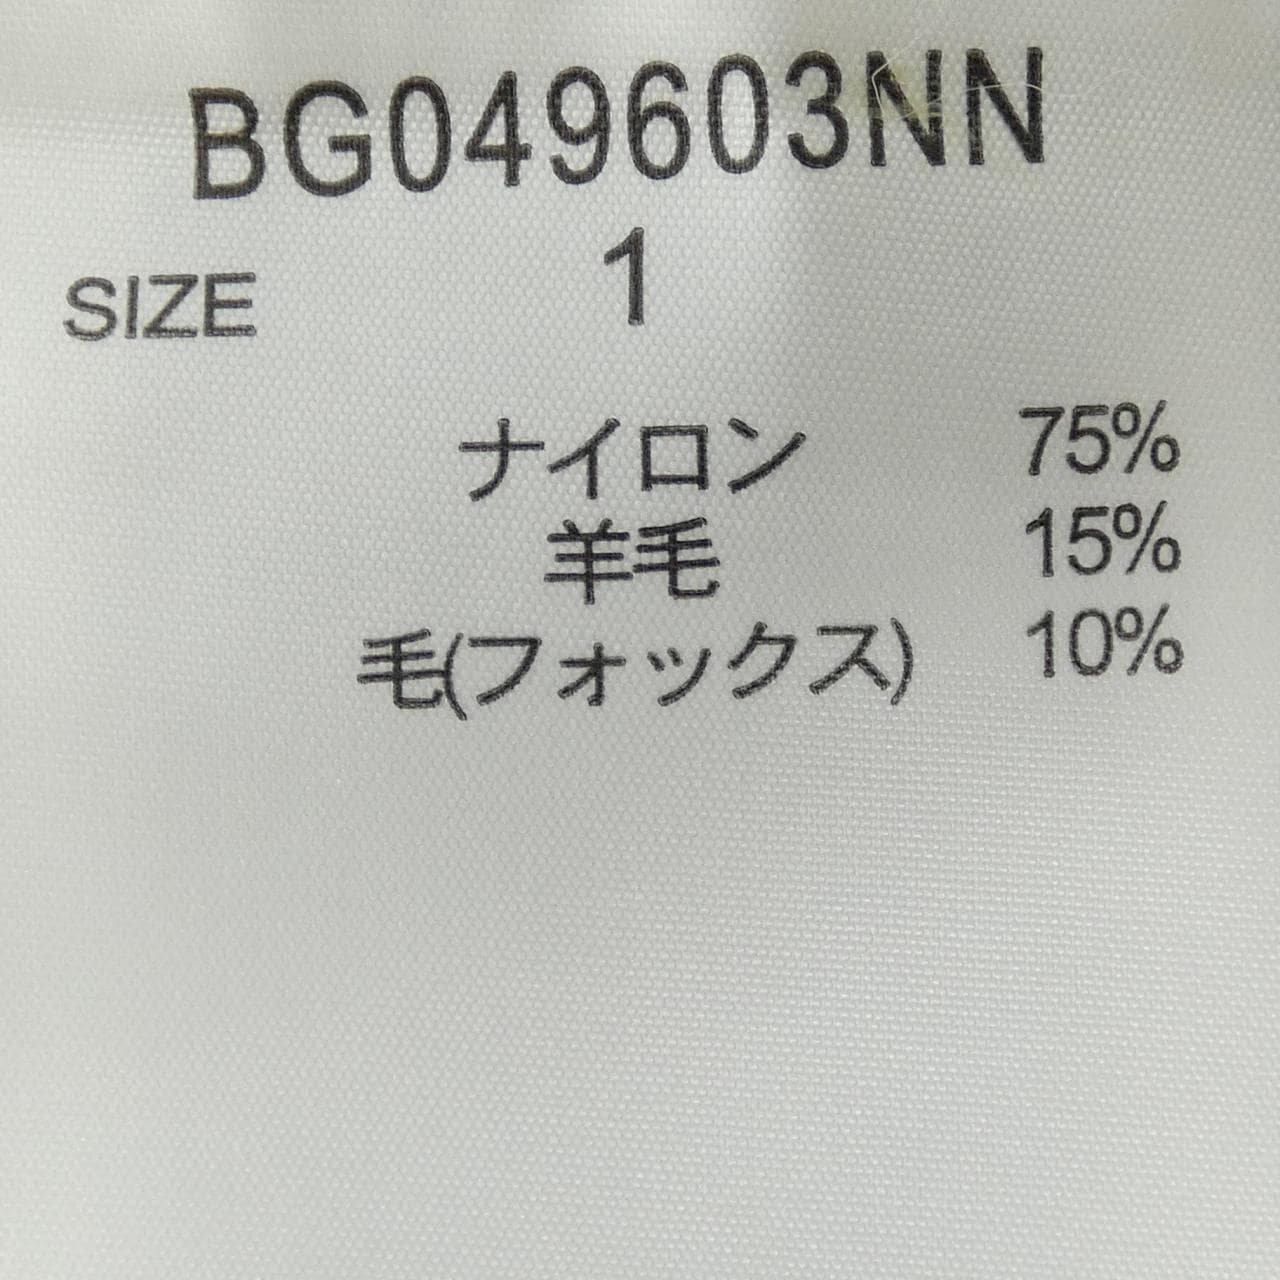 BG049603NN
SIZE 1
ナイロン 75%
羊毛 15%
毛(フォックス) 10%